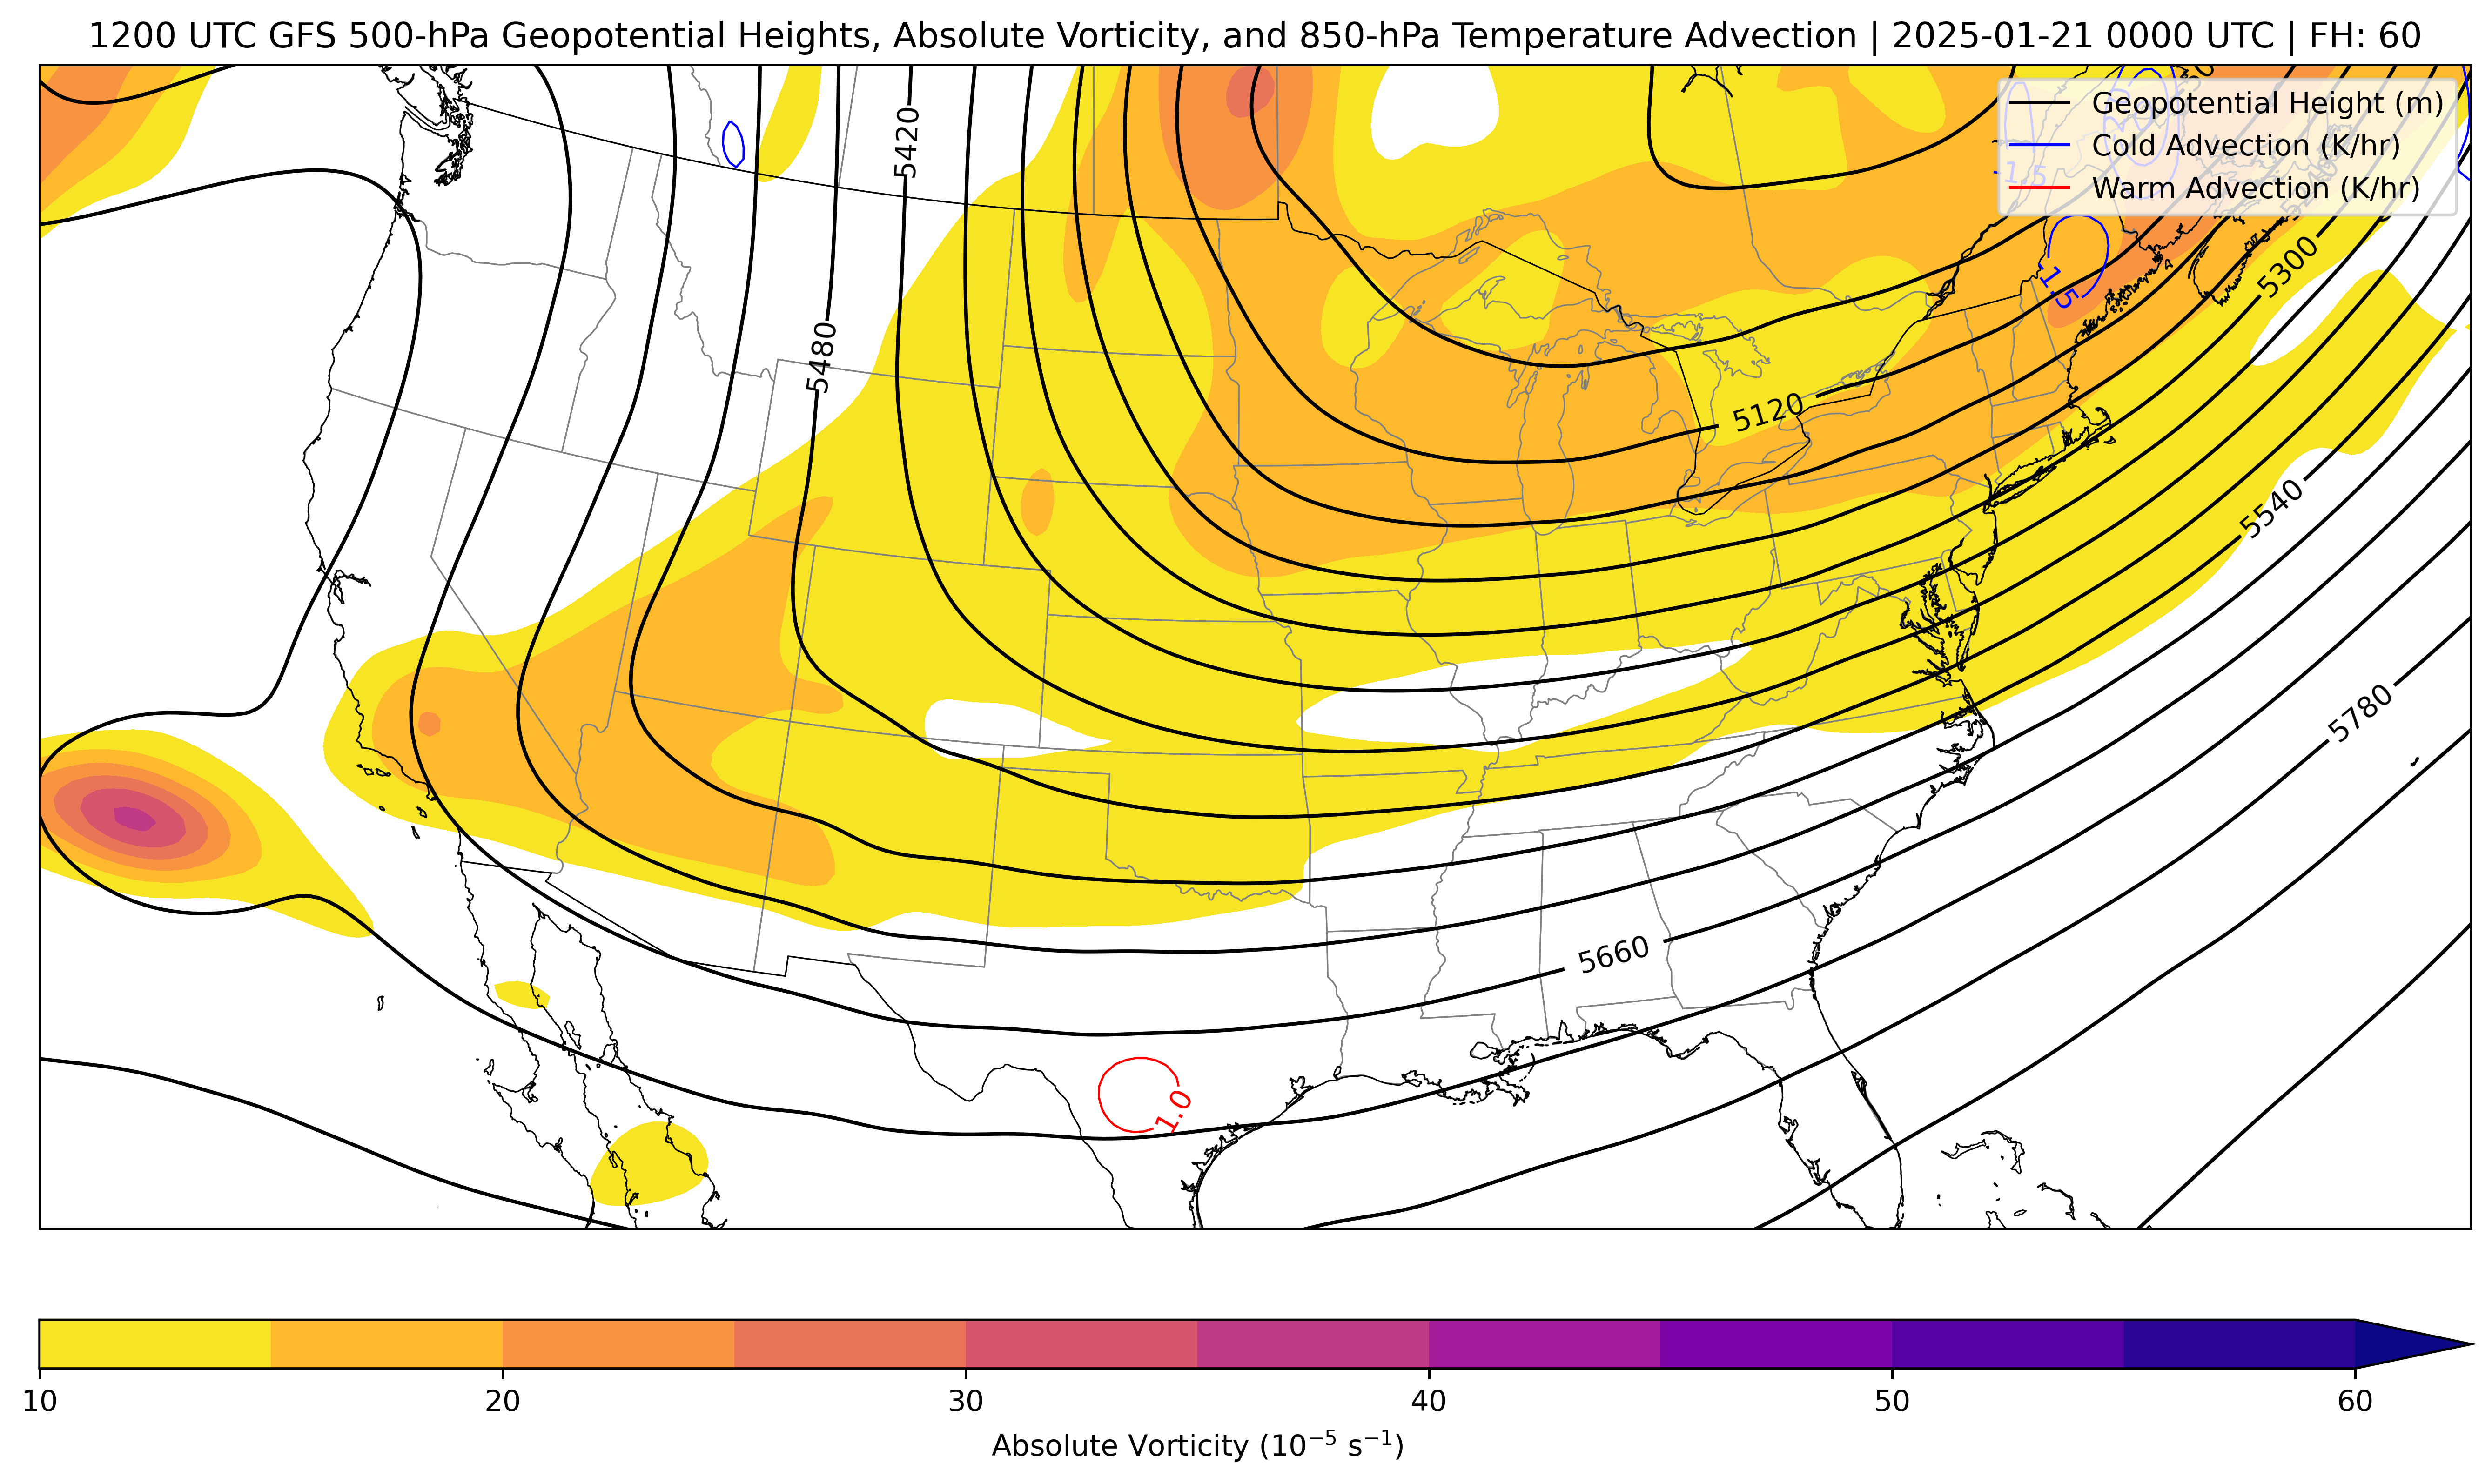 1200 UTC GFS 500-hPa Geopotential Heights, Absolute Vorticity, and 850-hPa Temperature Advection | 2025-01-21 0000 UTC | FH: 60
Geopotential Height (m)
Cold Advection (K/hr)
Warm Advection (K/hr)
5420
5480
5300
1.5
5120
5540
5780
5660
1.0
10 20 30 40 50 60
Absolute Vorticity (10⁻⁵ s⁻¹)